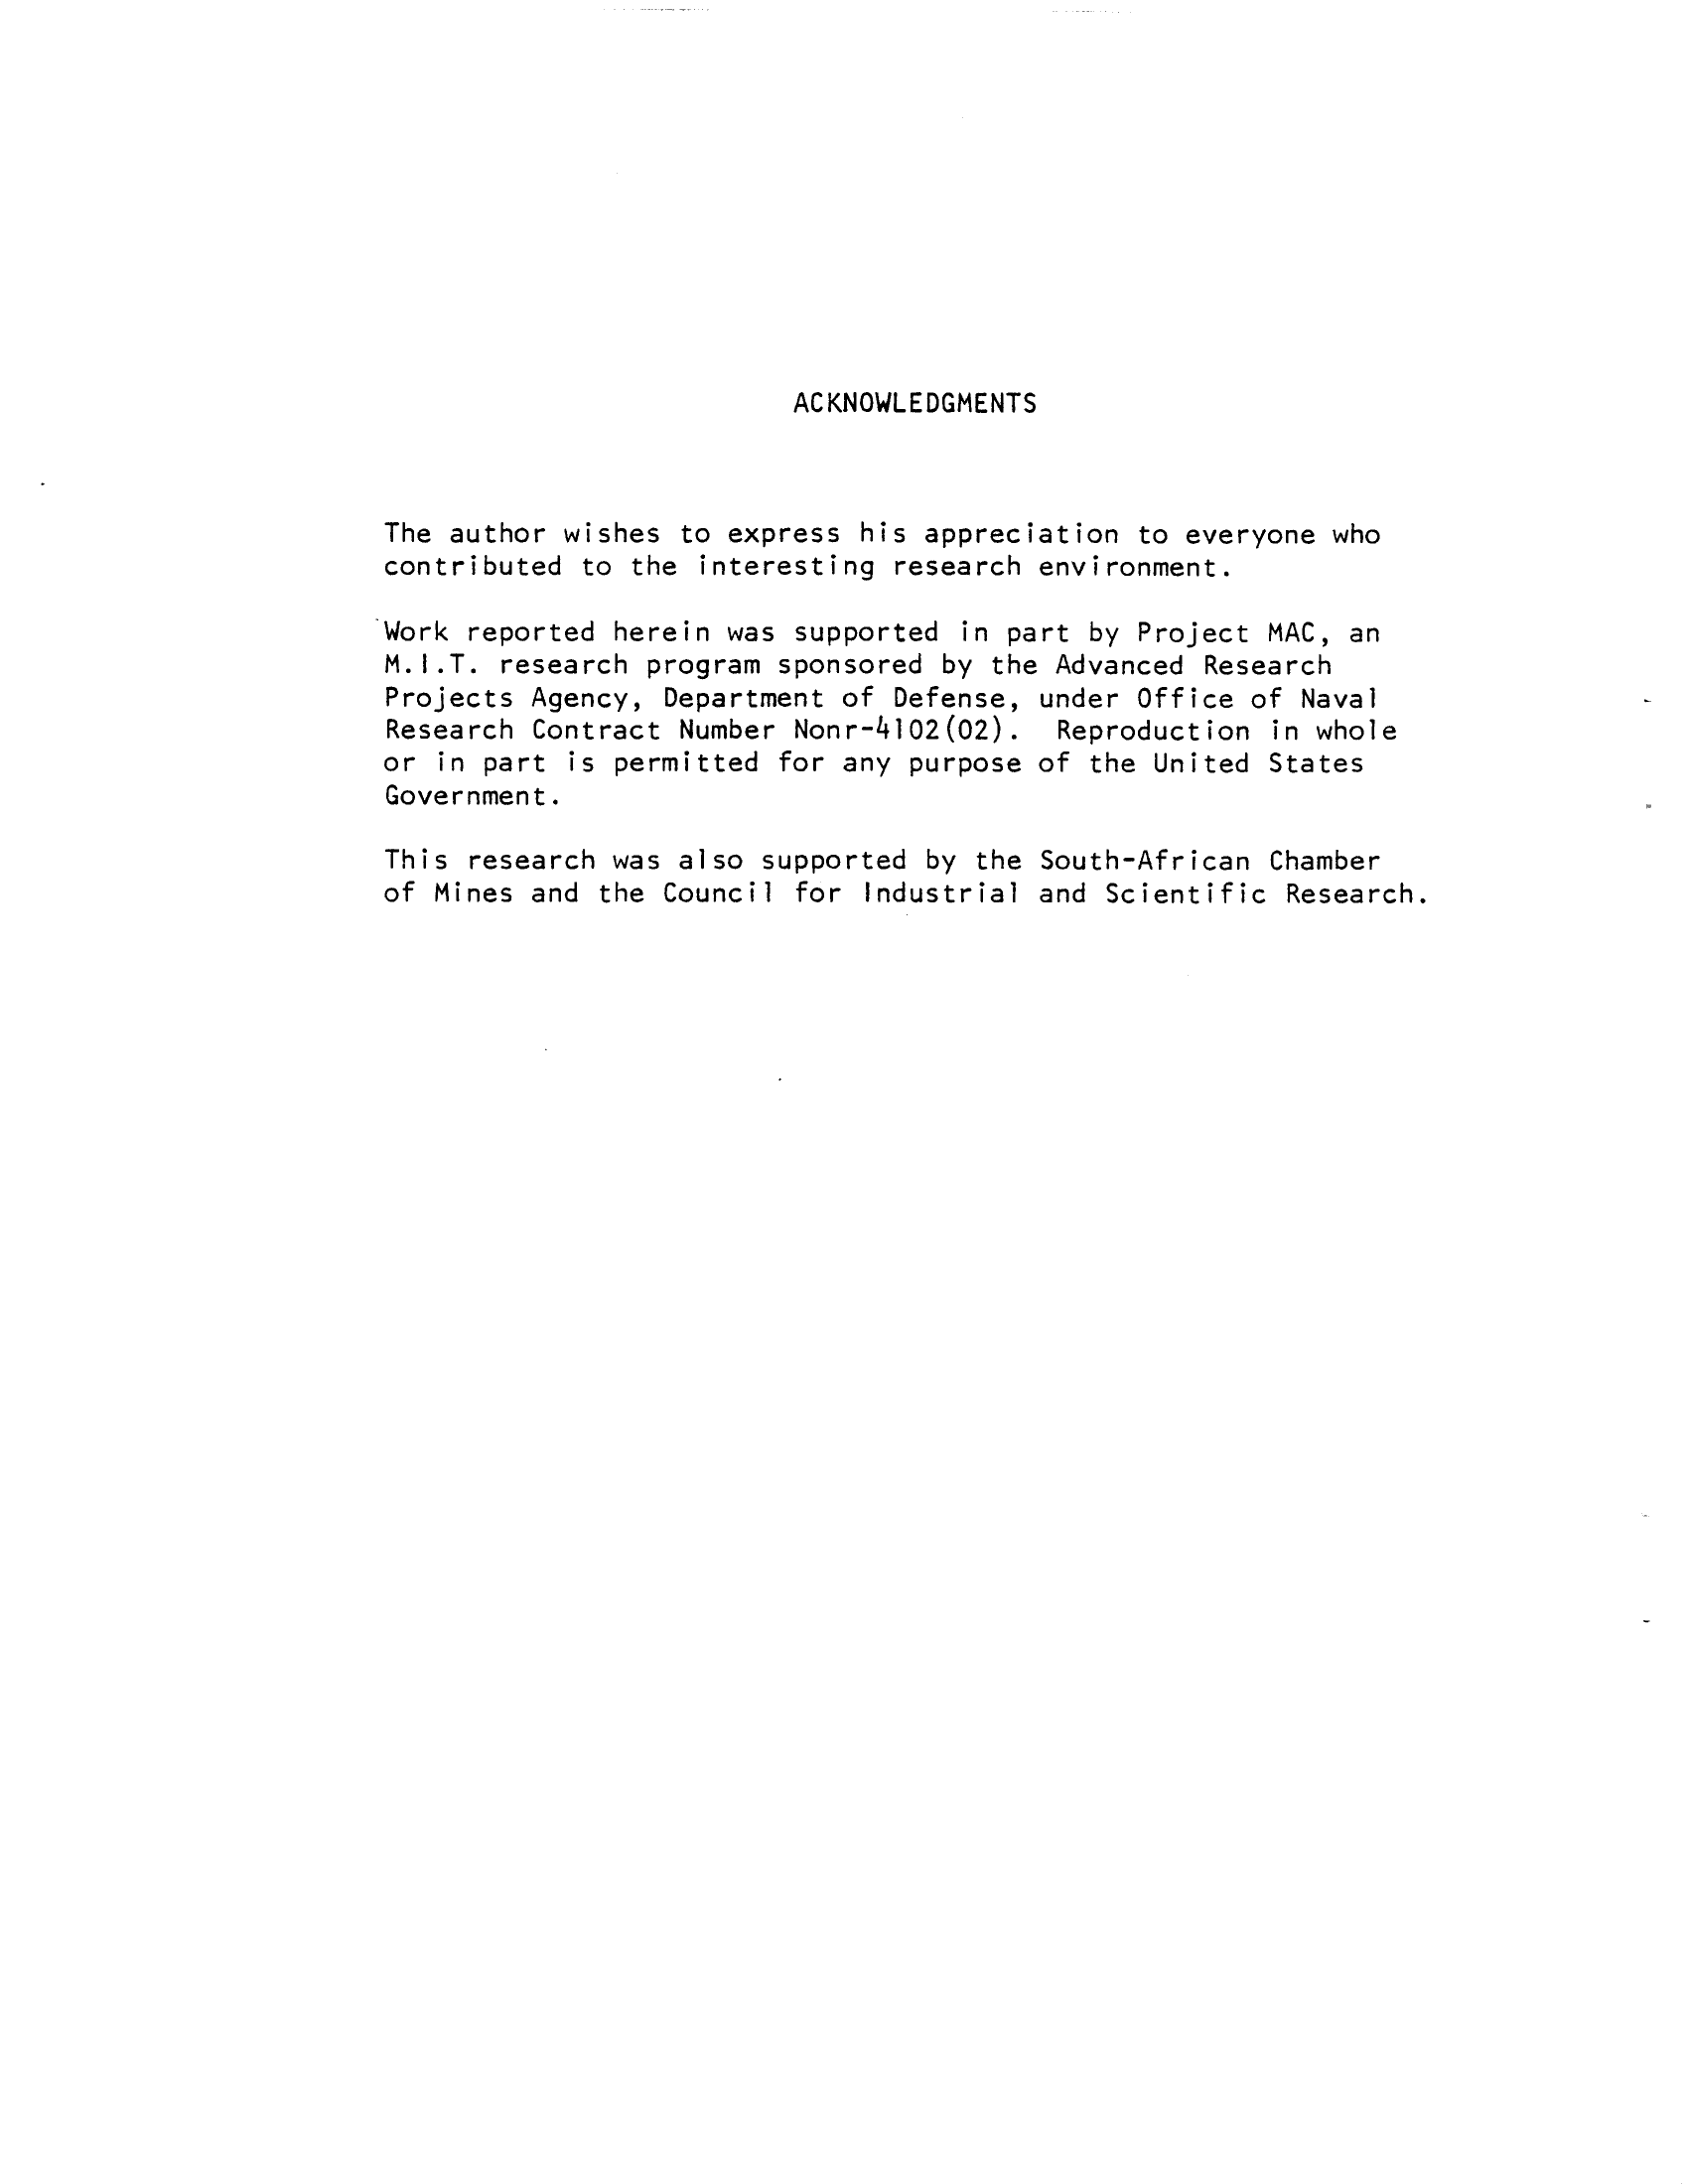 ACKNOWLEDGMENTS
The author wishes to express his appreciation to everyone who
contributed to the interesting research environment.
Work reported herein was supported in part by Project MAC, an
M.I.T. research program sponsored by the Advanced Research
Projects Agency, Department of Defense, under Office of Naval
Research Contract Number Nonr-4102(02).  Reproduction in whole
or in part is permitted for any purpose of the United States
Government.
This research was also supported by the South-African Chamber
of Mines and the Council for Industrial and Scientific Research.